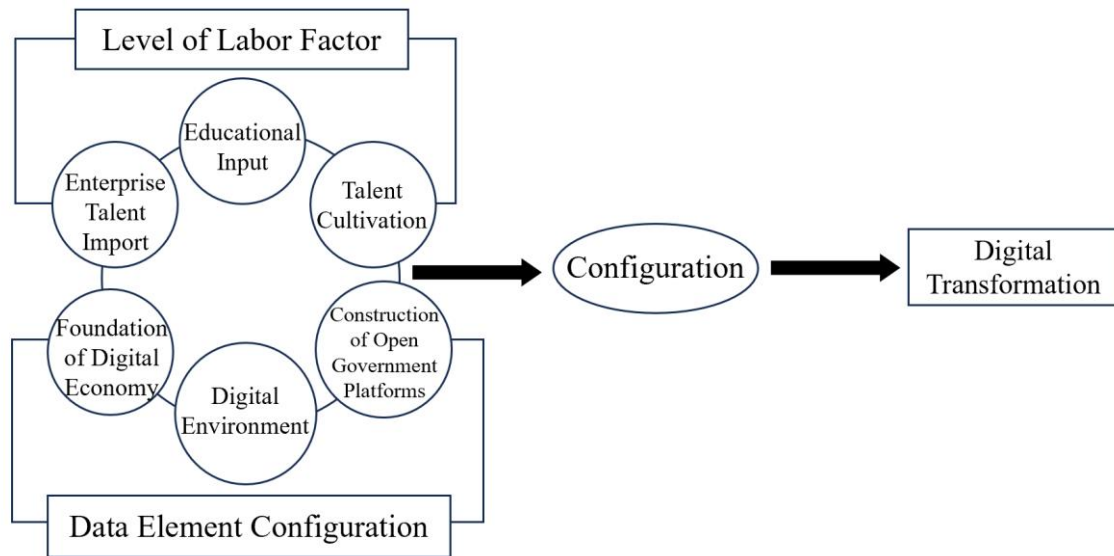 Level of Labor Factor
Educational
Input
Enterprise
Talent
Import
Talent
Cultivation
Configuration
Digital
Transformation
Foundation
of Digital
Economy
Digital
Environment
Construction
of Open
Government
Platforms
Data Element Configuration